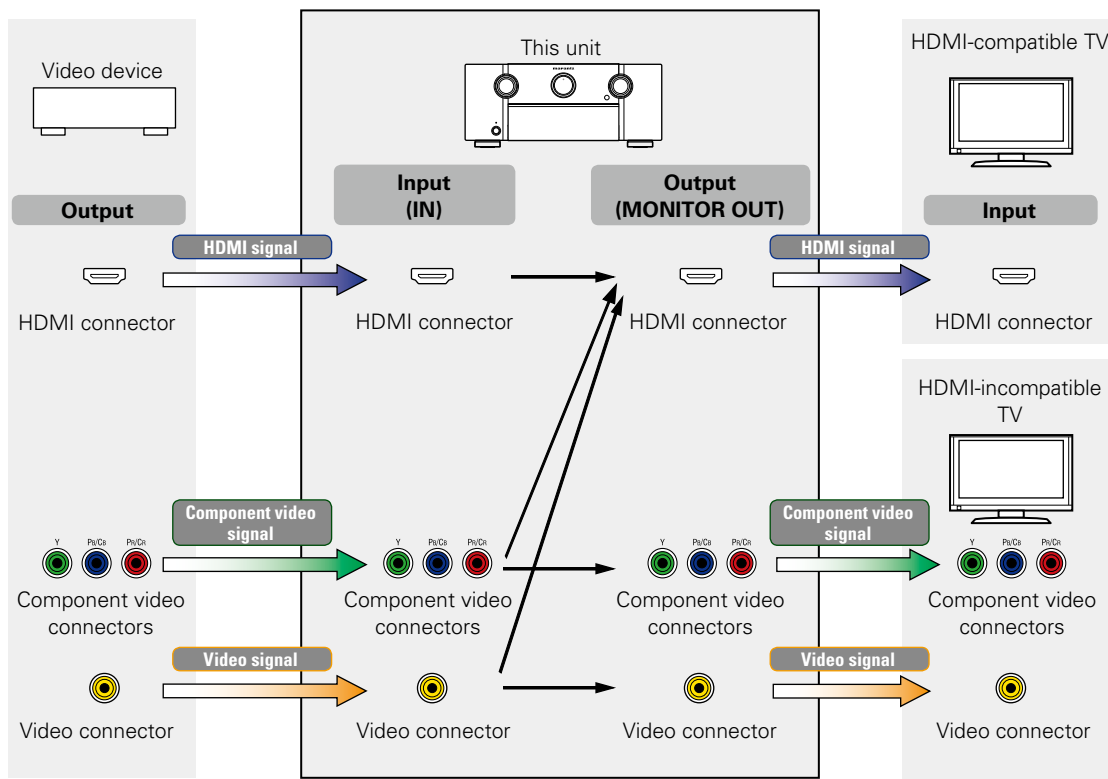 This unit
marantz
HDMI-compatible TV
Video device
Output
Input
(IN)
Output
(MONITOR OUT)
Input
HDMI signal
HDMI signal
HDMI connector
HDMI connector
HDMI connector
HDMI connector
HDMI-incompatible
TV
Component video
signal
Component video
signal
Y PB/CB PR/CR
Y PB/CB PR/CR
Y PB/CB PR/CR
Y PB/CB PR/CR
Component video
connectors
Component video
connectors
Component video
connectors
Component video
connectors
Video signal
Video signal
Video connector
Video connector
Video connector
Video connector